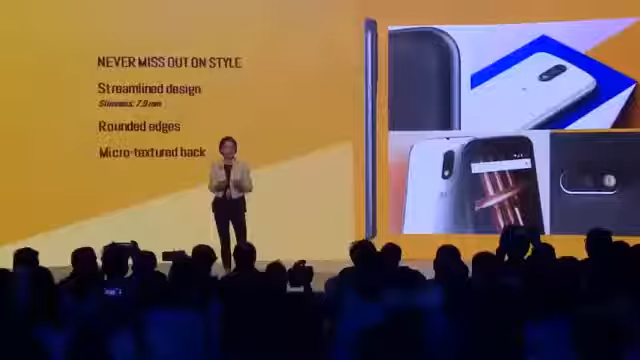 NEVER MISS OUT ON STYLE
Streamlined design
Slimness: 7.9 mm
Rounded edges
Micro-textured back